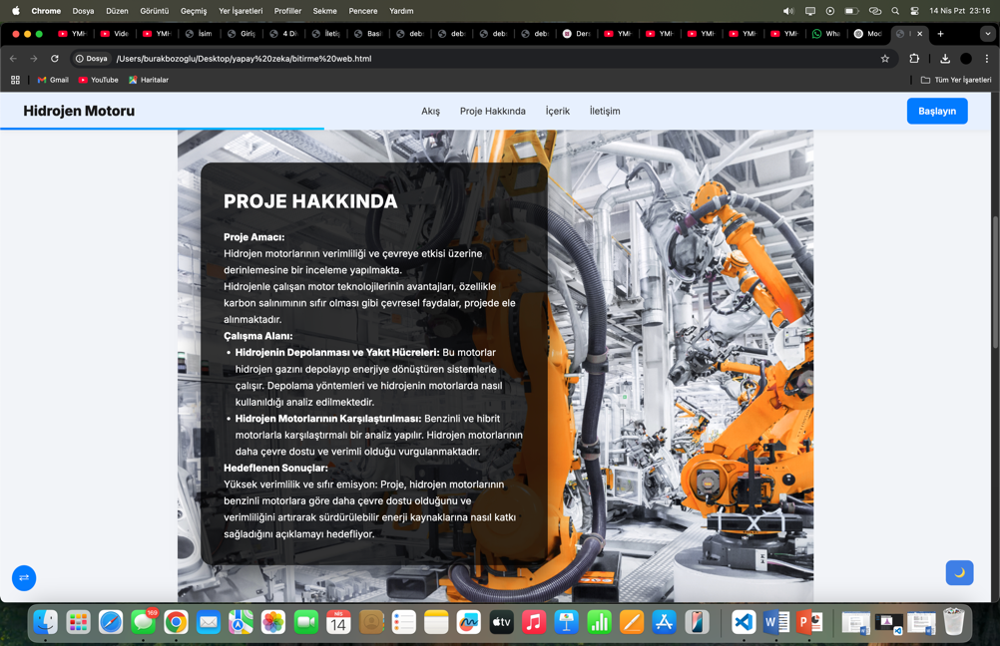 Chrome Dosya Düzen Görüntü Geçmiş Yer İşaretleri Profiller Sekme Pencere Yardım
14 Nis Pzt 23:16
YMH
Vide
YMH
İsim
Giriş
4 Di
İletiş
Basi
deb
deb
deb
deb
Ders
YMH
YMH
YMH
YMH
YMH
Wha
Mod
Dosya /Users/burakbozoglu/Desktop/yapay%20zeka/bitirme%20web.html
Gmail YouTube Haritalar
Tüm Yer İşaretleri
Hidrojen Motoru
Akış Proje Hakkında İçerik İletişim
Başlayın
PROJE HAKKINDA
Proje Amacı:
Hidrojen motorlarının verimliliği ve çevreye etkisi üzerine
derinlemesine bir inceleme yapılmakta.
Hidrojenle çalışan motor teknolojilerinin avantajları, özellikle
karbon salınımının sıfır olması gibi çevresel faydalar, projede ele
alınmaktadır.
Çalışma Alanı:
• Hidrojenin Depolanması ve Yakıt Hücreleri: Bu motorlar
hidrojen gazını depolayıp enerjiye dönüştüren sistemlerle
çalışır. Depolama yöntemleri ve hidrojenin motorlarda nasıl
kullanıldığı analiz edilmektedir.
• Hidrojen Motorlarının Karşılaştırılması: Benzinli ve hibrit
motorlarla karşılaştırmalı bir analiz yapılır. Hidrojen motorlarının
daha çevre dostu ve verimli olduğu vurgulanmaktadır.
Hedeflenen Sonuçlar:
Yüksek verimlilik ve sıfır emisyon: Proje, hidrojen motorlarının
benzinli motorlara göre daha çevre dostu olduğunu ve
verimliliğini artırarak sürdürülebilir enerji kaynaklarına nasıl katkı
sağladığını açıklamayı hedefliyor.
169
NİS
14
tv